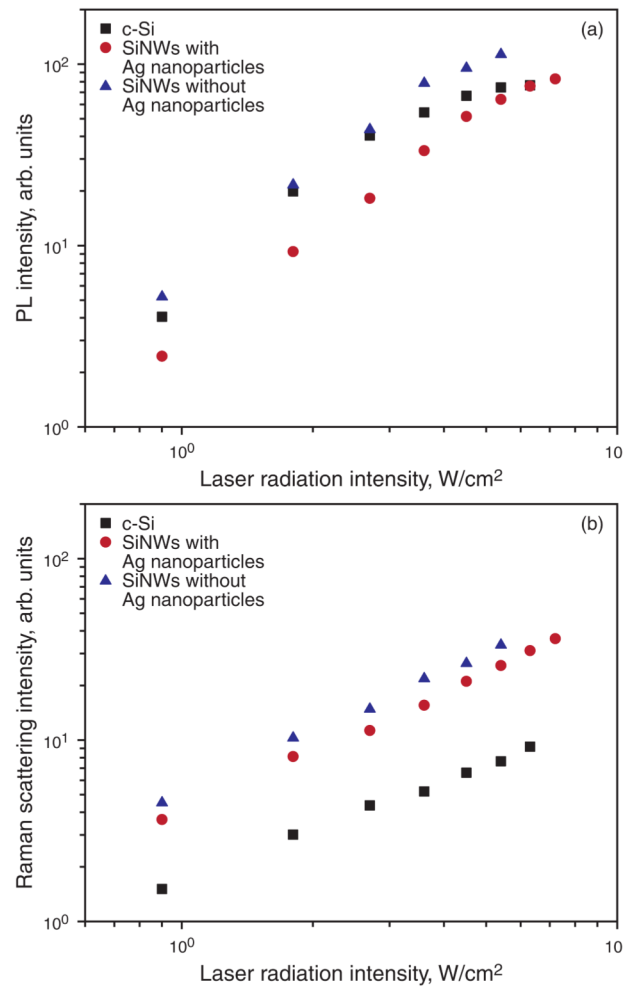 (a)
c-Si
SiNWs with
Ag nanoparticles
SiNWs without
Ag nanoparticles
PL intensity, arb. units
10²
10¹
10⁰
10⁰
10
Laser radiation intensity, W/cm²
(b)
c-Si
SiNWs with
Ag nanoparticles
SiNWs without
Ag nanoparticles
Raman scattering intensity, arb. units
10²
10¹
10⁰
10⁰
10
Laser radiation intensity, W/cm²